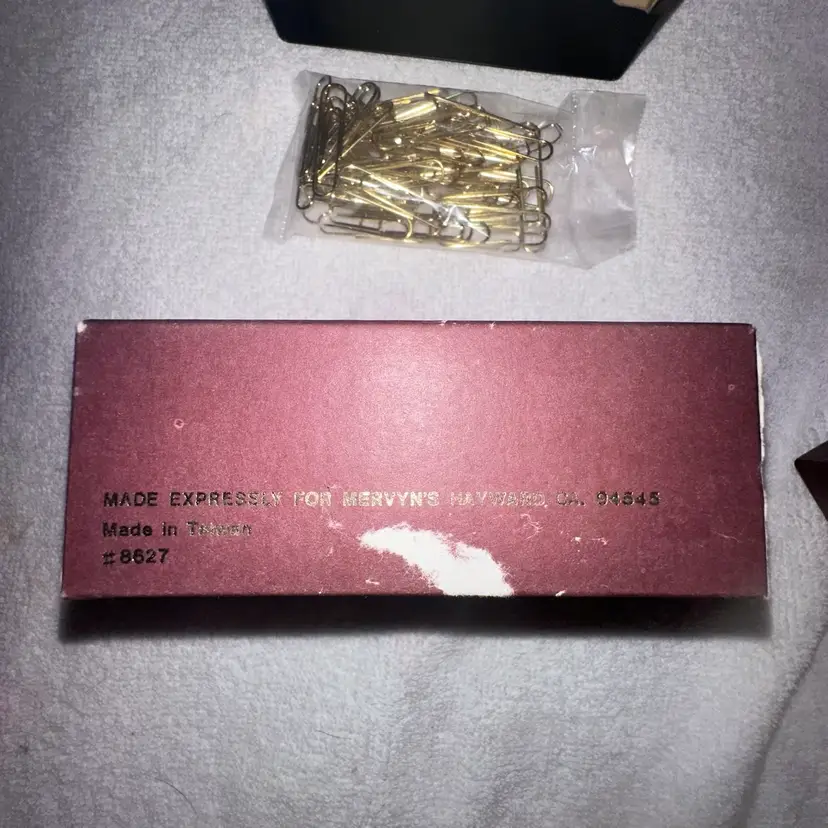 MADE EXPRESSLY FOR MERVYN'S HAYWARD, CA. 94545
Made in Taiwan
#8627